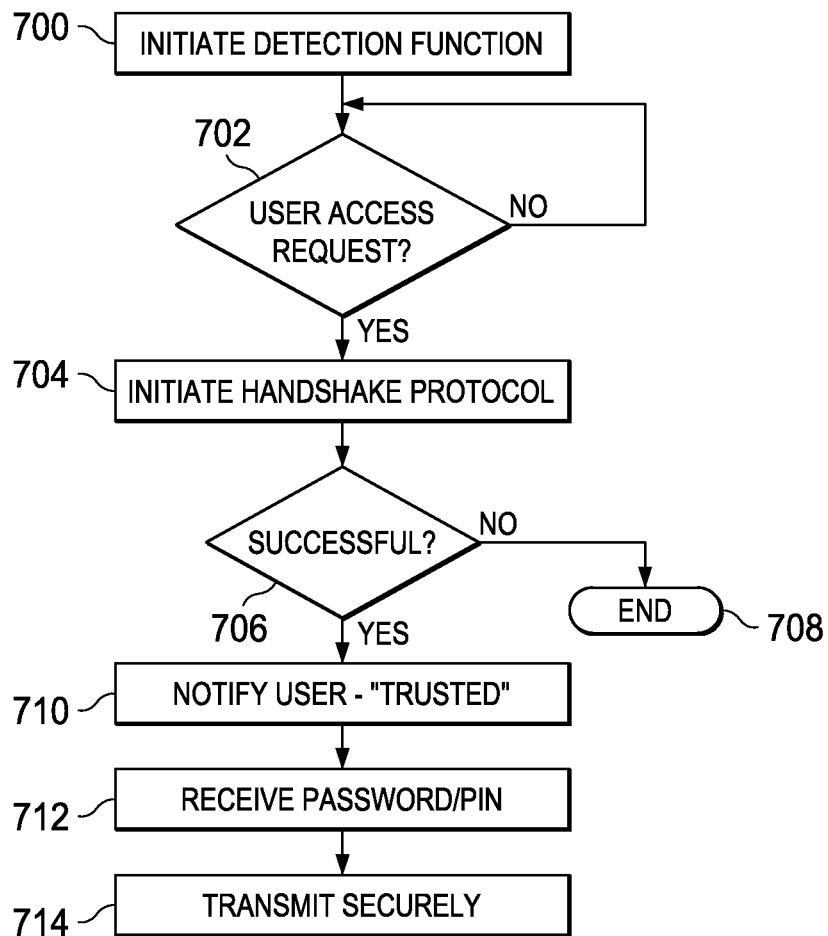 700
INITIATE DETECTION FUNCTION
702
USER ACCESS
REQUEST?
NO
YES
704
INITIATE HANDSHAKE PROTOCOL
SUCCESSFUL?
NO
706
YES
END
708
710
NOTIFY USER - "TRUSTED"
712
RECEIVE PASSWORD/PIN
714
TRANSMIT SECURELY